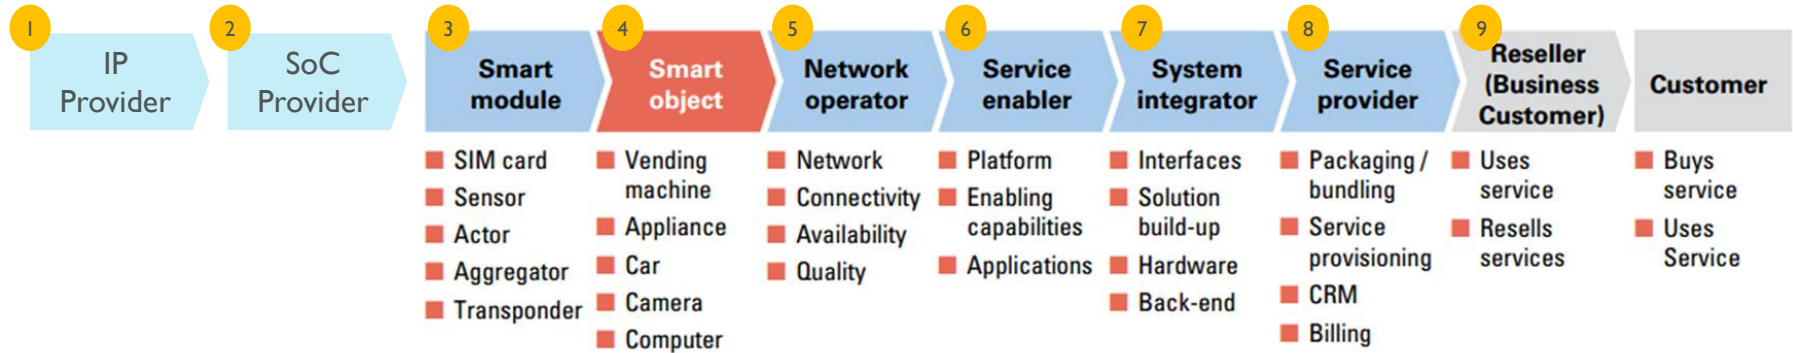 1
IP
Provider
2
SoC
Provider
3
Smart
module
SIM card
Sensor
Actor
Aggregator
Transponder
4
Smart
object
Vending
machine
Appliance
Car
Camera
Computer
5
Network
operator
Network
Connectivity
Availability
Quality
6
Service
enabler
Platform
Enabling
capabilities
Applications
7
System
integrator
Interfaces
Solution
build-up
Hardware
Back-end
8
Service
provider
Packaging /
bundling
Service
provisioning
CRM
Billing
9
Reseller
(Business
Customer)
Uses
service
Resells
services
Customer
Buys
service
Uses
Service